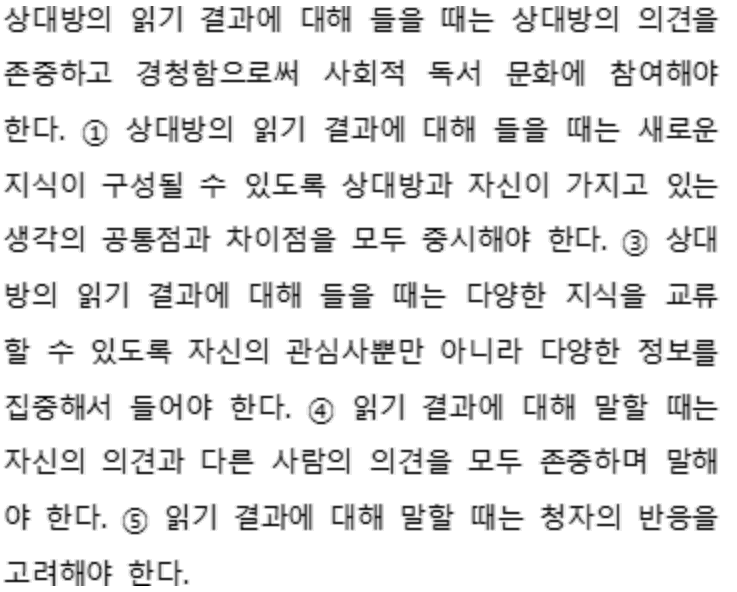 상대방의 읽기 결과에 대해 들을 때는 상대방의 의견을
존중하고 경청함으로써 사회적 독서 문화에 참여해야
한다. ① 상대방의 읽기 결과에 대해 들을 때는 새로운
지식이 구성될 수 있도록 상대방과 자신이 가지고 있는
생각의 공통점과 차이점을 모두 중시해야 한다. ③ 상대
방의 읽기 결과에 대해 들을 때는 다양한 지식을 교류
할 수 있도록 자신의 관심사뿐만 아니라 다양한 정보를
집중해서 들어야 한다. ④ 읽기 결과에 대해 말할 때는
자신의 의견과 다른 사람의 의견을 모두 존중하며 말해
야 한다. ⑤ 읽기 결과에 대해 말할 때는 청자의 반응을
고려해야 한다.